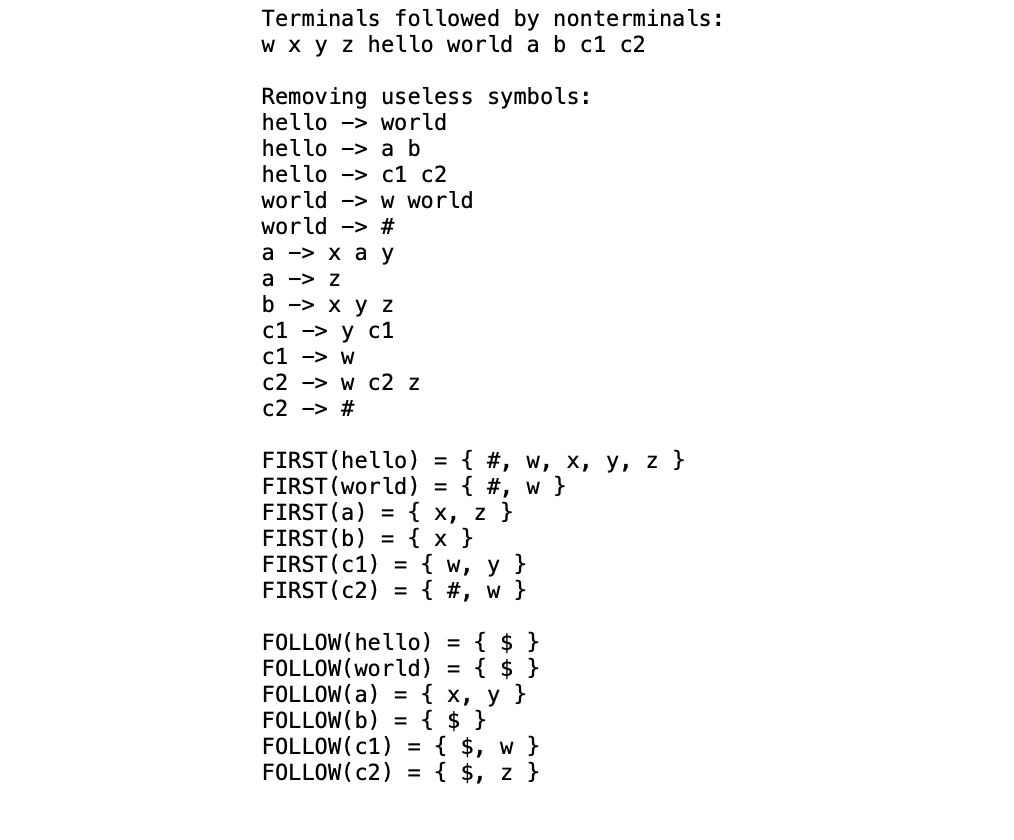 Terminals followed by nonterminals:
w x y z hello world a b c1 c2
Removing useless symbols:
hello -> world
hello -> a b
hello -> c1 c2
world -> w world
world -> #
a -> x a y
a -> z
b -> x y z
c1 -> y c1
c1 -> w
c2 -> w c2 z
c2 -> #
FIRST(hello) = { #, w, x, y, z }
FIRST(world) = { #, w }
FIRST(a) = { x, z }
FIRST(b) = { x }
FIRST(c1) = { w, y }
FIRST(c2) = { #, w }
FOLLOW(hello) = { $ }
FOLLOW(world) = { $ }
FOLLOW(a) = { x, y }
FOLLOW(b) = { $ }
FOLLOW(c1) = { $, w }
FOLLOW(c2) = { $, z }